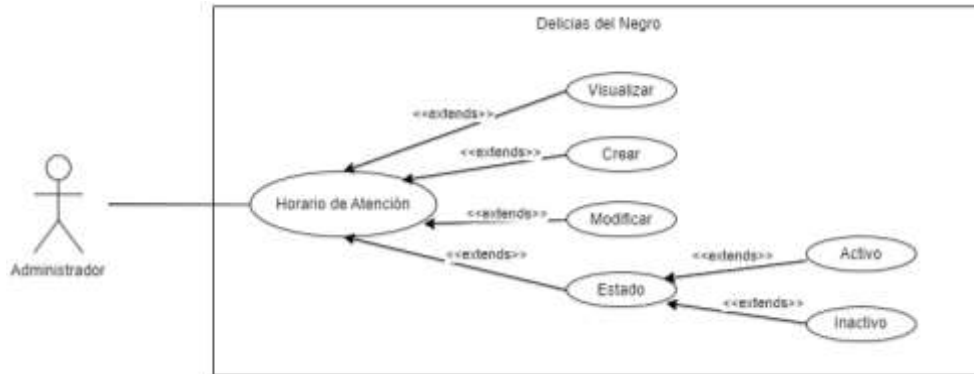 Delicias del Negro
Visualizar
<<extends>>
<<extends>>
Crear
Horario de Atención
<<extends>>
Modificar
Administrador
<<extends>>
Estado
<<extends>>
Activo
<<extends>>
Inactivo